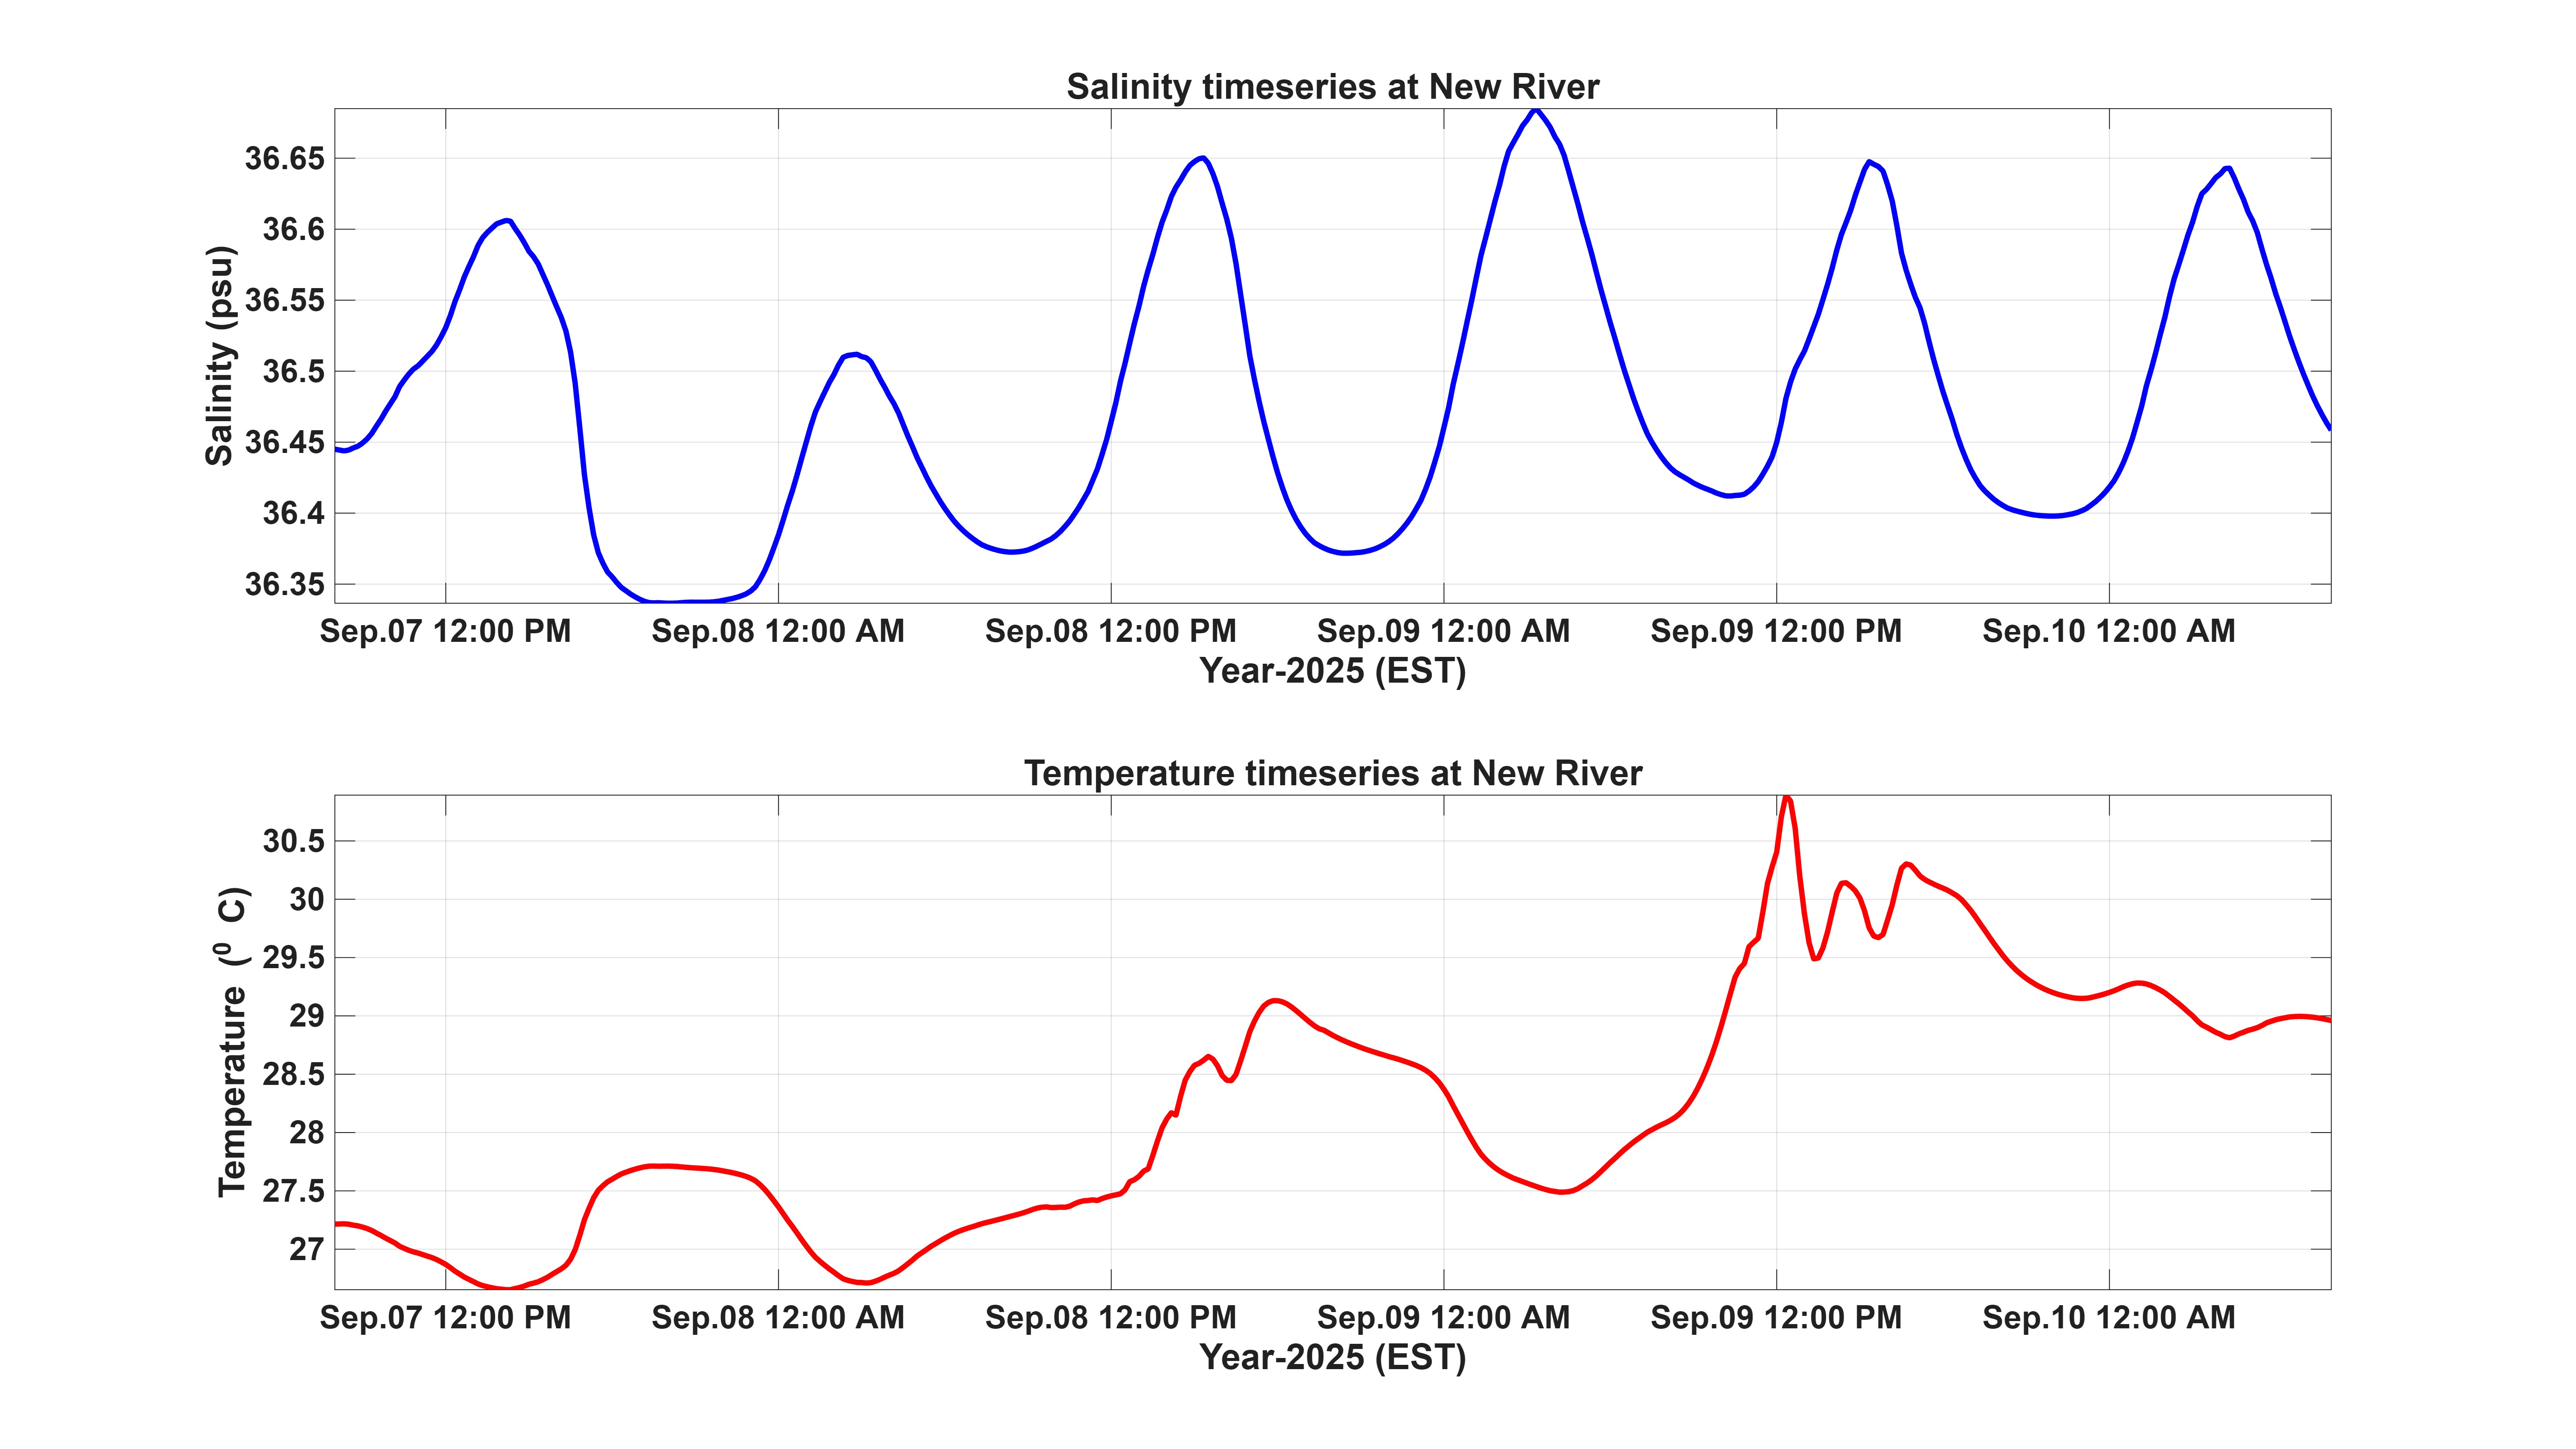 Salinity timeseries at New River
Salinity (psu)
36.65
36.6
36.55
36.5
36.45
36.4
36.35
Sep.07 12:00 PM Sep.08 12:00 AM Sep.08 12:00 PM Sep.09 12:00 AM Sep.09 12:00 PM Sep.10 12:00 AM
Year-2025 (EST)
Temperature timeseries at New River
Temperature (⁰ C)
30.5
30
29.5
29
28.5
28
27.5
27
Sep.07 12:00 PM Sep.08 12:00 AM Sep.08 12:00 PM Sep.09 12:00 AM Sep.09 12:00 PM Sep.10 12:00 AM
Year-2025 (EST)